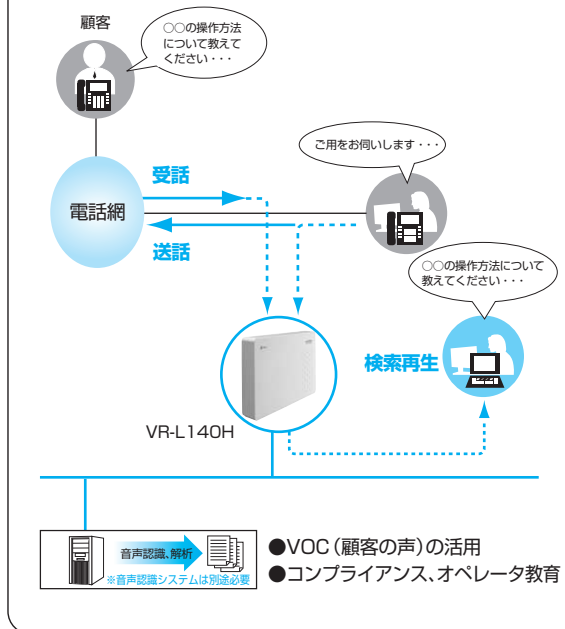 顧客
○○の操作方法
について教えて
ください・・・
ご用をお伺いします・・・
受話
電話網
送話
○○の操作方法について
教えてください・・・
検索再生
VR-L140H
音声認識、解析
※音声認識システムは別途必要
●VOC（顧客の声）の活用
●コンプライアンス、オペレータ教育